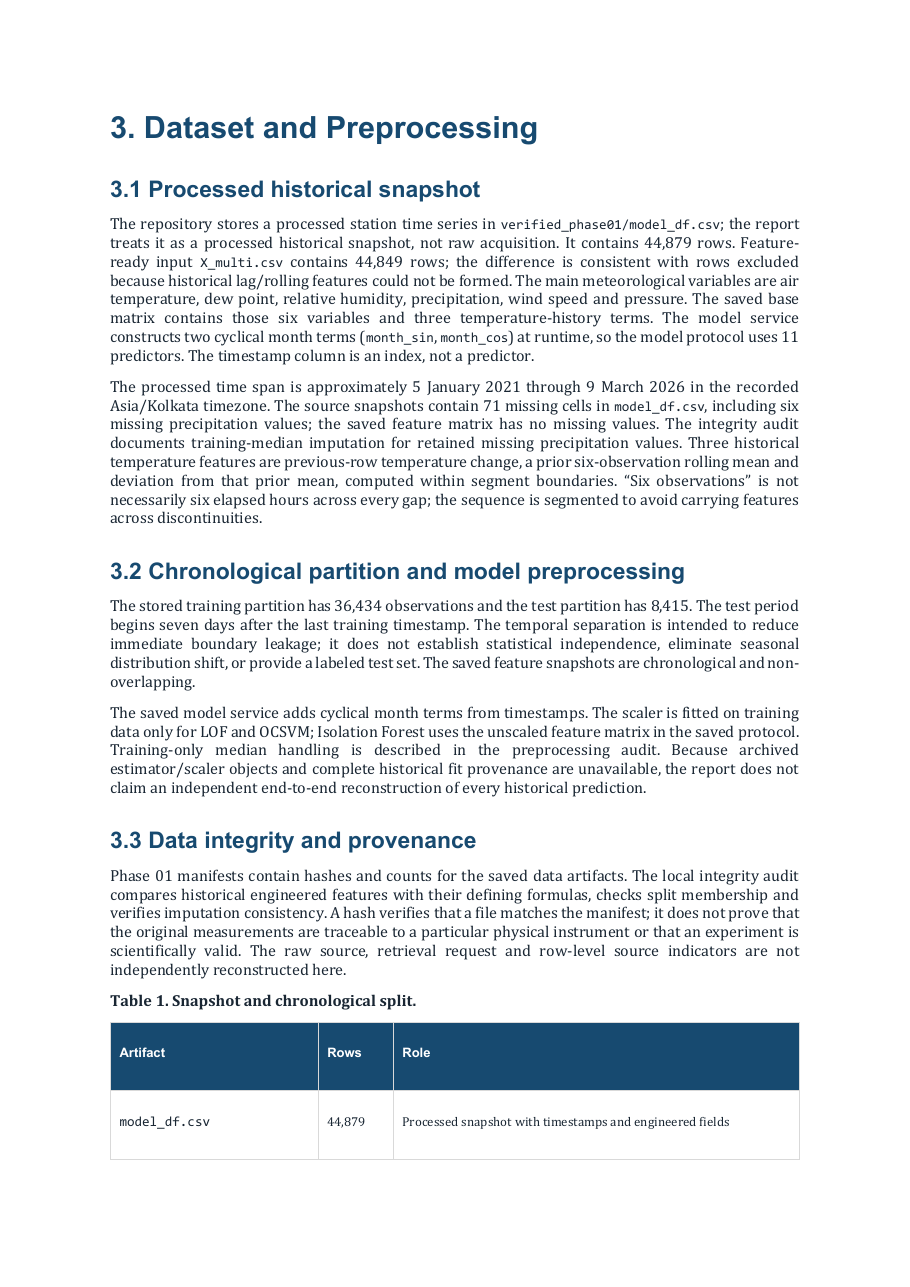 3. Dataset and Preprocessing
3.1 Processed historical snapshot
The repository stores a processed station time series in verified_phase01/model_df.csv; the report
treats it as a processed historical snapshot, not raw acquisition. It contains 44,879 rows. Feature-
ready input X_multi.csv contains 44,849 rows; the difference is consistent with rows excluded
because historical lag/rolling features could not be formed. The main meteorological variables are air
temperature, dew point, relative humidity, precipitation, wind speed and pressure. The saved base
matrix contains those six variables and three temperature-history terms. The model service
constructs two cyclical month terms (month_sin, month_cos) at runtime, so the model protocol uses 11
predictors. The timestamp column is an index, not a predictor.
The processed time span is approximately 5 January 2021 through 9 March 2026 in the recorded
Asia/Kolkata timezone. The source snapshots contain 71 missing cells in model_df.csv, including six
missing precipitation values; the saved feature matrix has no missing values. The integrity audit
documents training-median imputation for retained missing precipitation values. Three historical
temperature features are previous-row temperature change, a prior six-observation rolling mean and
deviation from that prior mean, computed within segment boundaries. “Six observations” is not
necessarily six elapsed hours across every gap; the sequence is segmented to avoid carrying features
across discontinuities.
3.2 Chronological partition and model preprocessing
The stored training partition has 36,434 observations and the test partition has 8,415. The test period
begins seven days after the last training timestamp. The temporal separation is intended to reduce
immediate boundary leakage; it does not establish statistical independence, eliminate seasonal
distribution shift, or provide a labeled test set. The saved feature snapshots are chronological and non-
overlapping.
The saved model service adds cyclical month terms from timestamps. The scaler is fitted on training
data only for LOF and OCSVM; Isolation Forest uses the unscaled feature matrix in the saved protocol.
Training-only median handling is described in the preprocessing audit. Because archived
estimator/scaler objects and complete historical fit provenance are unavailable, the report does not
claim an independent end-to-end reconstruction of every historical prediction.
3.3 Data integrity and provenance
Phase 01 manifests contain hashes and counts for the saved data artifacts. The local integrity audit
compares historical engineered features with their defining formulas, checks split membership and
verifies imputation consistency. A hash verifies that a file matches the manifest; it does not prove that
the original measurements are traceable to a particular physical instrument or that an experiment is
scientifically valid. The raw source, retrieval request and row-level source indicators are not
independently reconstructed here.
Table 1. Snapshot and chronological split.
Artifact Rows Role
model_df.csv 44,879 Processed snapshot with timestamps and engineered fields